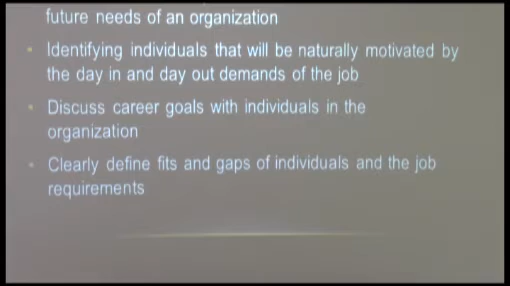 future needs of an organization
• Identifying individuals that will be naturally motivated by
the day in and day out demands of the job
• Discuss career goals with individuals in the
organization
• Clearly define fits and gaps of individuals and the job
requirements